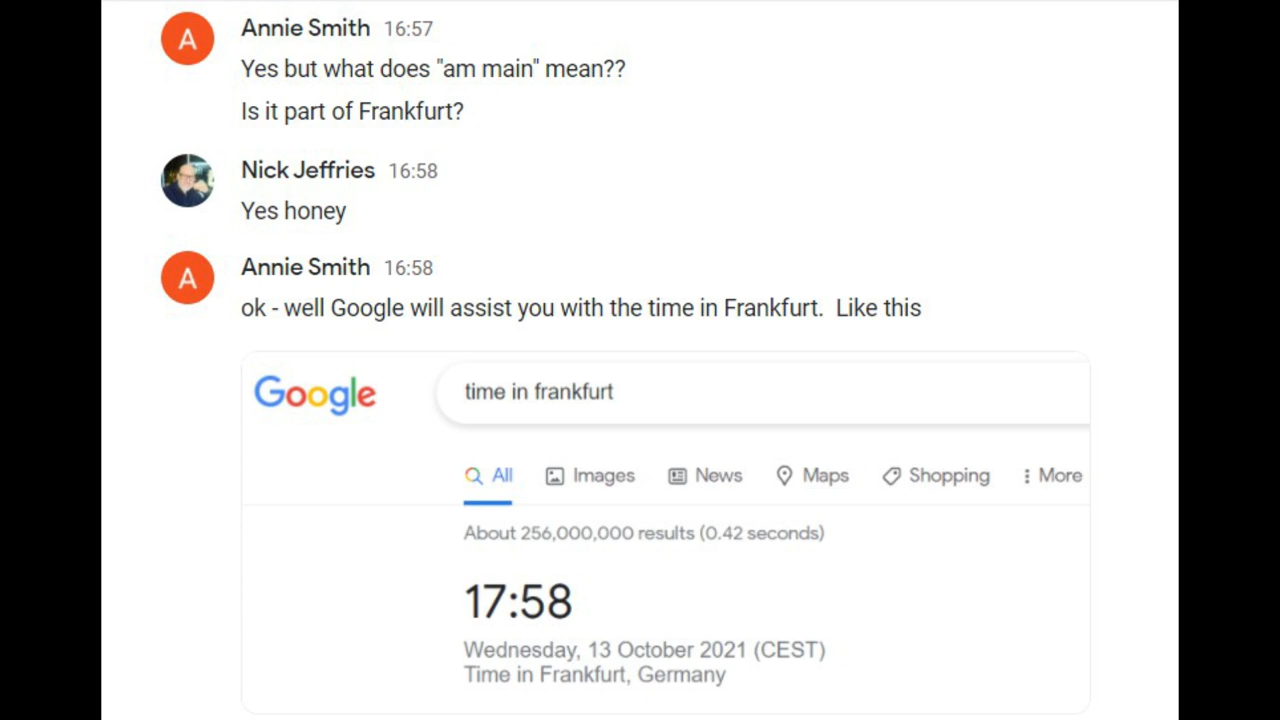 A
Annie Smith 16:57
Yes but what does "am main" mean??
Is it part of Frankfurt?
Nick Jeffries 16:58
Yes honey
A
Annie Smith 16:58
ok - well Google will assist you with the time in Frankfurt.  Like this
Google
time in frankfurt
All Images News Maps Shopping More
About 256,000,000 results (0.42 seconds)
17:58
Wednesday, 13 October 2021 (CEST)
Time in Frankfurt, Germany